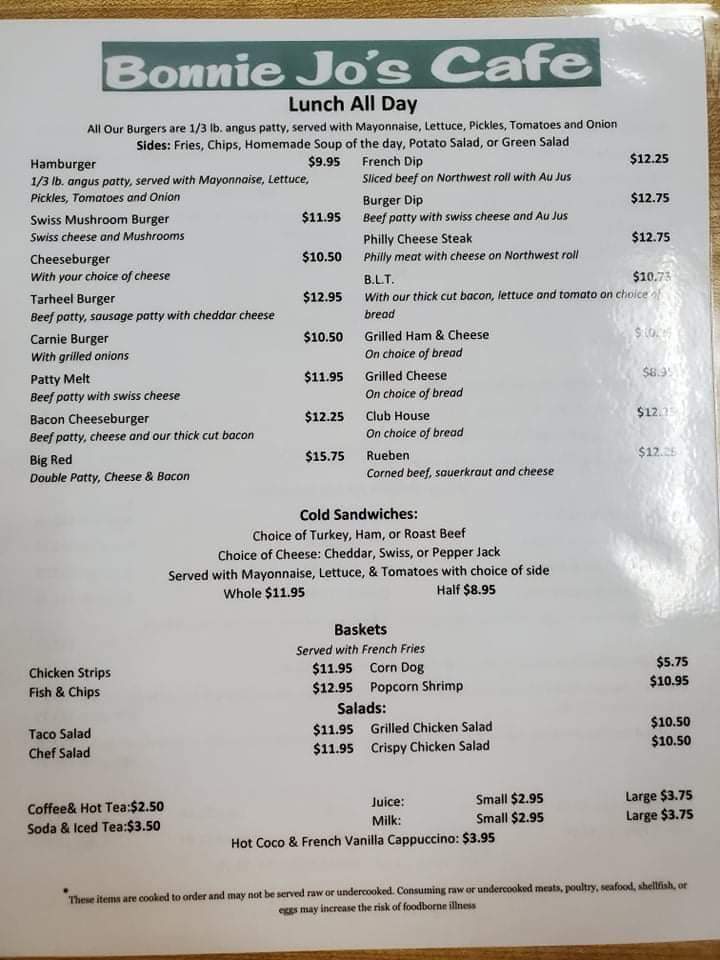 Bonnie Jo's Cafe
Lunch All Day
All Our Burgers are 1/3 lb. angus patty, served with Mayonnaise, Lettuce, Pickles, Tomatoes and Onion
Sides: Fries, Chips, Homemade Soup of the day, Potato Salad, or Green Salad
Hamburger $9.95
1/3 lb. angus patty, served with Mayonnaise, Lettuce,
Pickles, Tomatoes and Onion
Swiss Mushroom Burger $11.95
Swiss cheese and Mushrooms
Cheeseburger $10.50
With your choice of cheese
Tarheel Burger $12.95
Beef patty, sausage patty with cheddar cheese
Carnie Burger $10.50
With grilled onions
Patty Melt $11.95
Beef patty with swiss cheese
Bacon Cheeseburger $12.25
Beef patty, cheese and our thick cut bacon
Big Red $15.75
Double Patty, Cheese & Bacon
French Dip $12.25
Sliced beef on Northwest roll with Au Jus
Burger Dip $12.75
Beef patty with swiss cheese and Au Jus
Philly Cheese Steak $12.75
Philly meat with cheese on Northwest roll
B.L.T.
With our thick cut bacon, lettuce and tomato on choice of
bread
Grilled Ham & Cheese
On choice of bread
Grilled Cheese $8.95
On choice of bread
Club House
On choice of bread
Rueben
Corned beef, sauerkraut and cheese
Cold Sandwiches:
Choice of Turkey, Ham, or Roast Beef
Choice of Cheese: Cheddar, Swiss, or Pepper Jack
Served with Mayonnaise, Lettuce, & Tomatoes with choice of side
Whole $11.95 Half $8.95
Baskets
Served with French Fries
Chicken Strips $11.95 Corn Dog $5.75
Fish & Chips $12.95 Popcorn Shrimp $10.95
Salads:
Taco Salad $11.95 Grilled Chicken Salad $10.50
Chef Salad $11.95 Crispy Chicken Salad $10.50
Coffee& Hot Tea:$2.50 Juice: Small $2.95 Large $3.75
Soda & Iced Tea:$3.50 Milk: Small $2.95 Large $3.75
Hot Coco & French Vanilla Cappuccino: $3.95
*These items are cooked to order and may not be served raw or undercooked. Consuming raw or undercooked meats, poultry, seafood, shellfish, or
eggs may increase the risk of foodborne illness